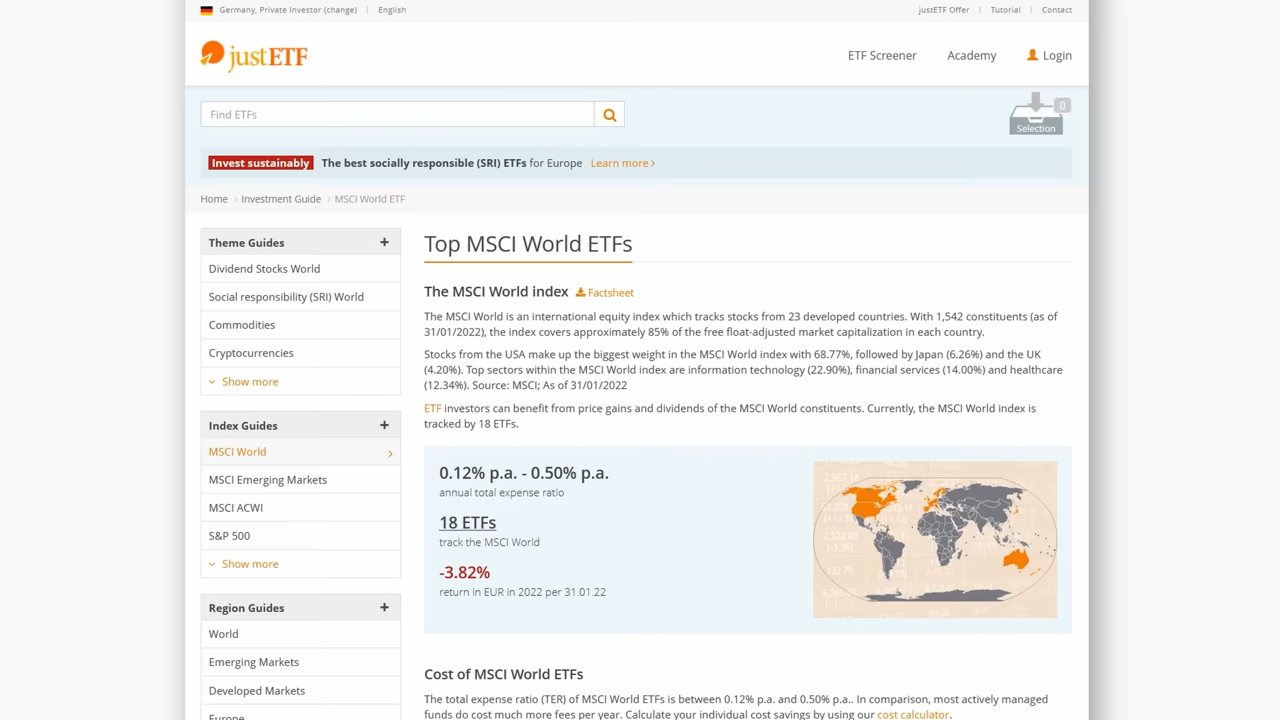 Germany, Private Investor (change)
English
justETF Offer
Tutorial
Contact
justETF
ETF Screener
Academy
Login
Find ETFs
0
Selection
Invest sustainably The best socially responsible (SRI) ETFs for Europe Learn more
Home
Investment Guide
MSCI World ETF
Theme Guides
Dividend Stocks World
Social responsibility (SRI) World
Commodities
Cryptocurrencies
Show more
Index Guides
MSCI World
MSCI Emerging Markets
MSCI ACWI
S&P 500
Show more
Region Guides
World
Emerging Markets
Developed Markets
Europe
Top MSCI World ETFs
The MSCI World index Factsheet
The MSCI World is an international equity index which tracks stocks from 23 developed countries. With 1,542 constituents (as of
31/01/2022), the index covers approximately 85% of the free float-adjusted market capitalization in each country.
Stocks from the USA make up the biggest weight in the MSCI World index with 68.77%, followed by Japan (6.26%) and the UK
(4.20%). Top sectors within the MSCI World index are information technology (22.90%), financial services (14.00%) and healthcare
(12.34%). Source: MSCI; As of 31/01/2022
ETF investors can benefit from price gains and dividends of the MSCI World constituents. Currently, the MSCI World index is
tracked by 18 ETFs.
0.12% p.a. - 0.50% p.a.
annual total expense ratio
18 ETFs
track the MSCI World
-3.82%
return in EUR in 2022 per 31.01.22
Cost of MSCI World ETFs
The total expense ratio (TER) of MSCI World ETFs is between 0.12% p.a. and 0.50% p.a.. In comparison, most actively managed
funds do cost much more fees per year. Calculate your individual cost savings by using our cost calculator.